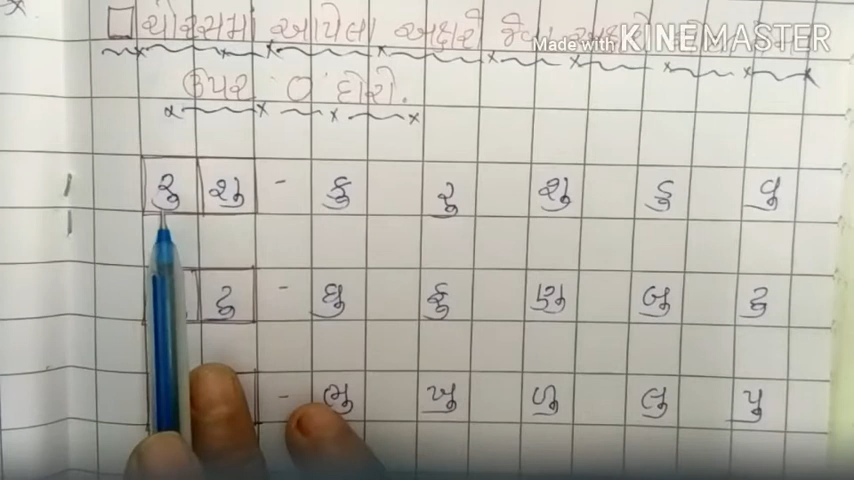 □ ચોરસમાં આપેલા અક્ષરો જેવા
Made with KINEMASTER
ઉપર 'O' દોરો.
રુ શુ - કુ રુ શુ ડુ વુ
ટુ - ઘુ ફુ શુ બુ ટુ
- ભુ ખુ ળુ લુ પુ